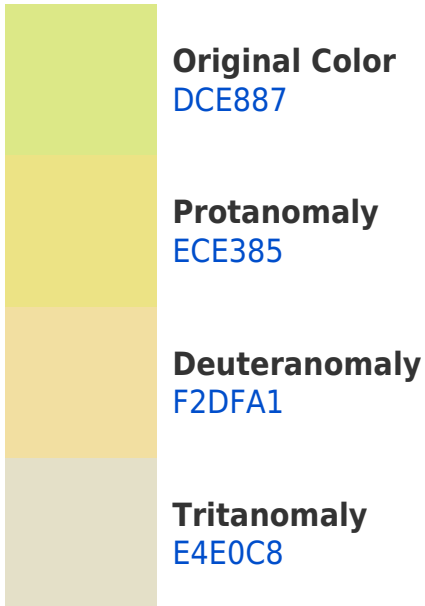 Original Color
DCE887
Protanomaly
ECE385
Deuteranomaly
F2DFA1
Tritanomaly
E4E0C8